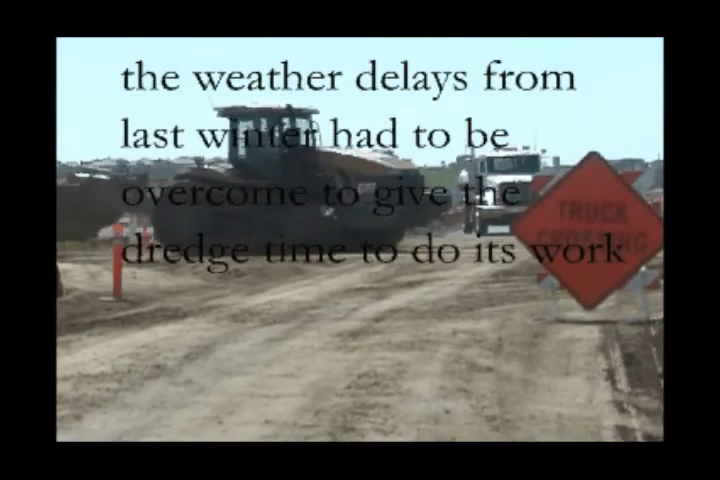 the weather delays from
last winter had to be
overcome to give the
dredge time to do its work
TRUCK
CROSSING